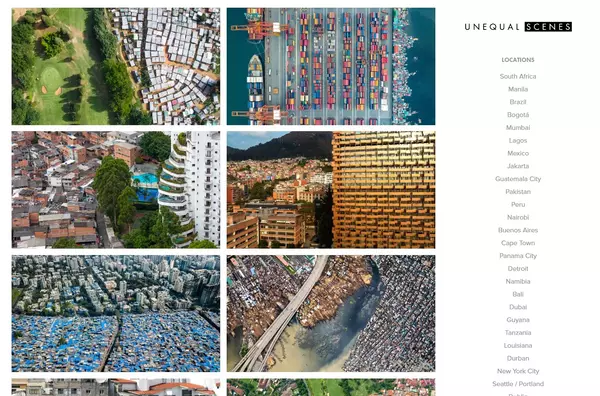 UNEQUAL SCENES
LOCATIONS
South Africa
Manila
Brazil
Bogotá
Mumbai
Lagos
Mexico
Jakarta
Guatemala City
Pakistan
Peru
Nairobi
Buenos Aires
Cape Town
Panama City
Detroit
Namibia
Bali
Dubai
Guyana
Tanzania
Louisiana
Durban
New York City
Seattle / Portland